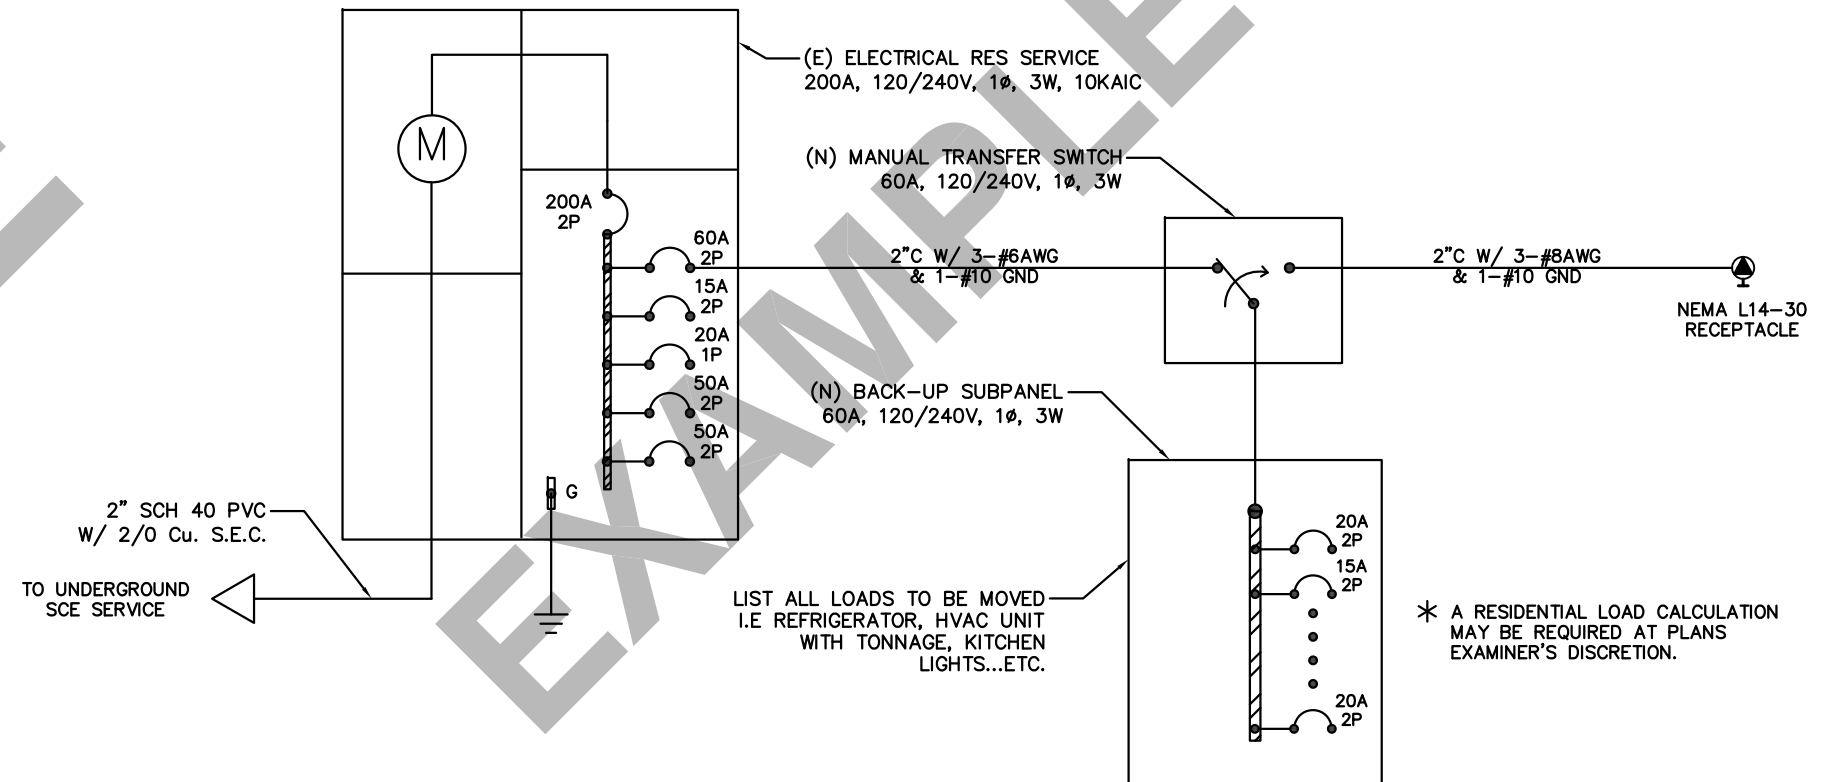 (E) ELECTRICAL RES SERVICE
200A, 120/240V, 1ø, 3W, 10KAIC
M
(N) MANUAL TRANSFER SWITCH
60A, 120/240V, 1ø, 3W
200A
2P
60A
2P
15A
2P
20A
1P
50A
2P
50A
2P
G
2"C W/ 3-#6AWG
& 1-#10 GND
2"C W/ 3-#8AWG
& 1-#10 GND
NEMA L14-30
RECEPTACLE
(N) BACK-UP SUBPANEL
60A, 120/240V, 1ø, 3W
2" SCH 40 PVC
W/ 2/0 Cu. S.E.C.
TO UNDERGROUND
SCE SERVICE
20A
2P
15A
2P
20A
2P
LIST ALL LOADS TO BE MOVED
I.E REFRIGERATOR, HVAC UNIT
WITH TONNAGE, KITCHEN
LIGHTS...ETC.
* A RESIDENTIAL LOAD CALCULATION
MAY BE REQUIRED AT PLANS
EXAMINER'S DISCRETION.
EXAMPLE